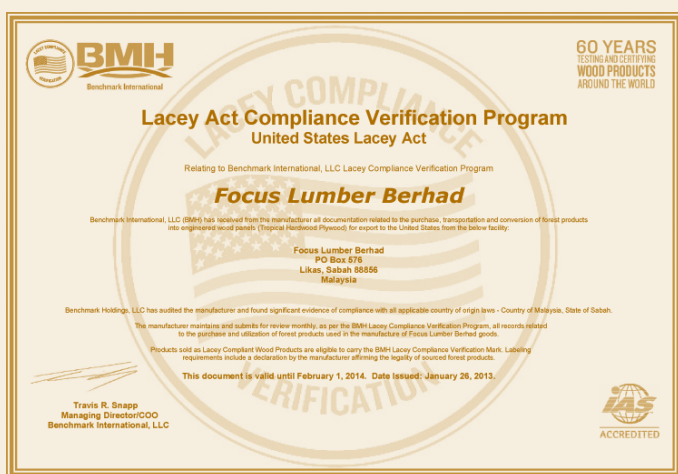 LACEY COMPLIANCE
VERIFICATION
BMH
Benchmark International
60 YEARS
TESTING AND CERTIFYING
WOOD PRODUCTS
AROUND THE WORLD
LACEY COMPLIANCE
Lacey Act Compliance Verification Program
United States Lacey Act
Relating to Benchmark International, LLC Lacey Compliance Verification Program
Focus Lumber Berhad
Benchmark International, LLC (BMH) has received from the manufacturer all documentation related to the purchase, transportation and conversion of forest products
into engineered wood panels (Tropical Hardwood Plywood) for export to the United States from the below facility:
Focus Lumber Berhad
PO Box 576
Likas, Sabah 88856
Malaysia
Benchmark Holdings, LLC has audited the manufacturer and found significant evidence of compliance with all applicable country of origin laws - Country of Malaysia, State of Sabah.
The manufacturer maintains and submits for review monthly, as per the BMH Lacey Compliance Verification Program, all records related
to the purchase and utilization of forest products used in the manufacture of Focus Lumber Berhad goods.
Products sold as Lacey Compliant Wood Products are eligible to carry the BMH Lacey Compliance Verification Mark. Labeling
requirements include a declaration by the manufacturer affirming the legality of sourced forest products.
This document is valid until February 1, 2014. Date Issued: January 26, 2013.
VERIFICATION
Travis R. Snapp
Managing Director/COO
Benchmark International, LLC
IAS
ACCREDITED